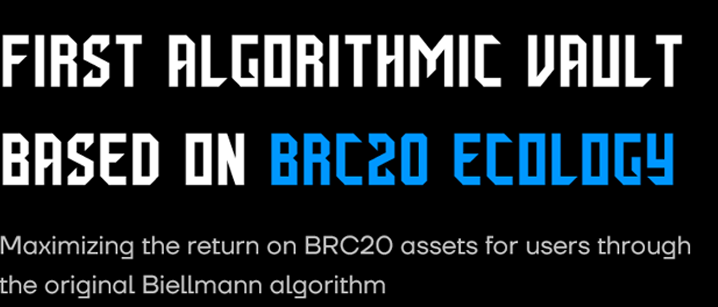 FIRST ALGORITHMIC VAULT
BASED ON BRC20 ECOLOGY
Maximizing the return on BRC20 assets for users through
the original Biellmann algorithm